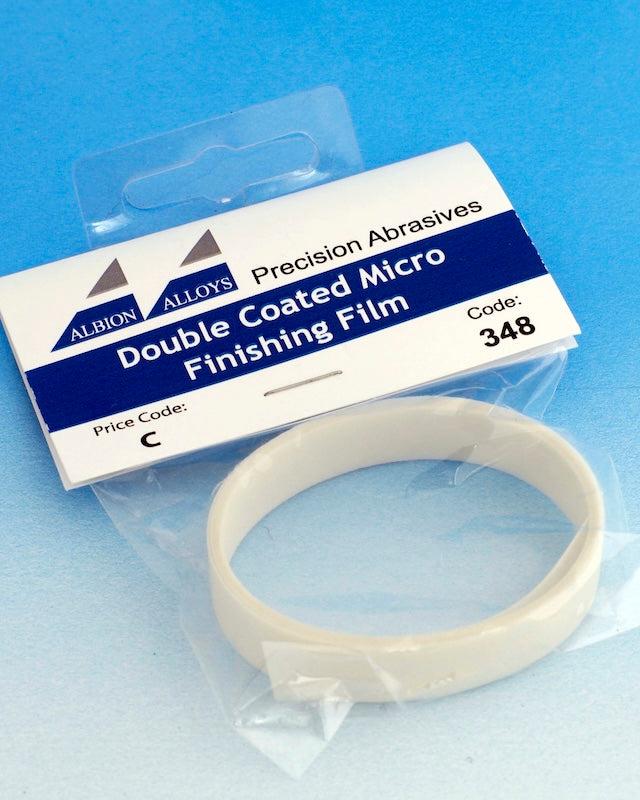 ALBION ALLOYS
Precision Abrasives
Double Coated Micro
Finishing Film
Code:
348
Price Code:
C